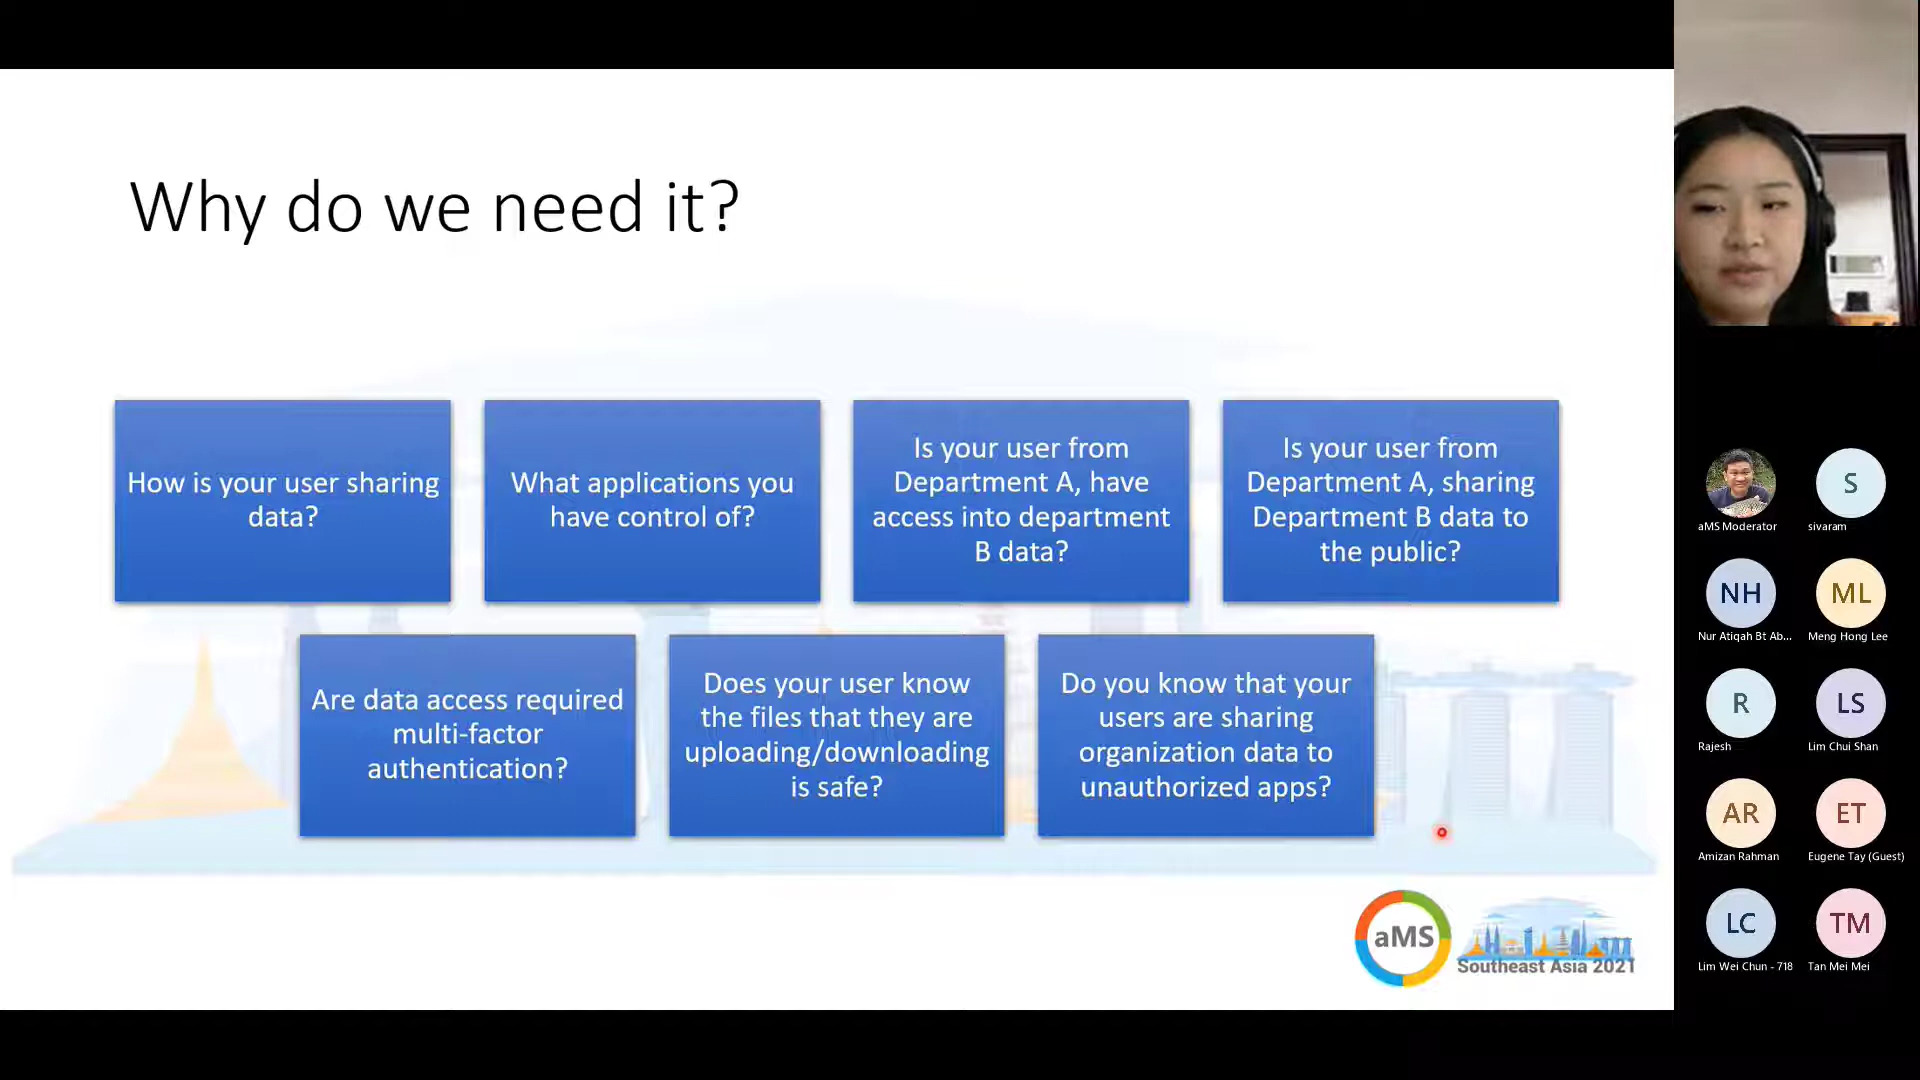 Why do we need it?
How is your user sharing
data?
What applications you
have control of?
Is your user from
Department A, have
access into department
B data?
Is your user from
Department A, sharing
Department B data to
the public?
Are data access required
multi-factor
authentication?
Does your user know
the files that they are
uploading/downloading
is safe?
Do you know that your
users are sharing
organization data to
unauthorized apps?
aMS
Southeast Asia 2021
aMS Moderator
S
sivaram
NH
Nur Atiqah Bt Ab...
ML
Meng Hong Lee
R
Rajesh
LS
Lim Chui Shan
AR
Amizan Rahman
ET
Eugene Tay (Guest)
LC
Lim Wei Chun - 718
TM
Tan Mei Mei